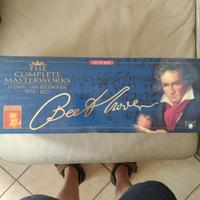 THE
COMPLETE
MASTERWORKS
LUDWIG VAN BEETHOVEN
(1770 - 1827)
Beethoven